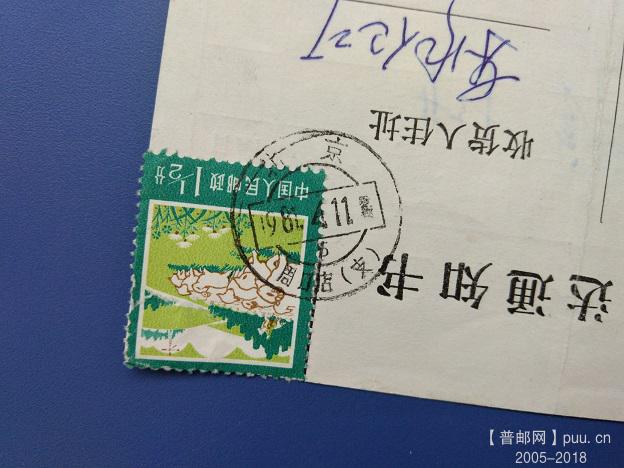 达通知书
收货人住址
中国人民邮政 1½分
京
【普邮网】puu.cn
2005-2018